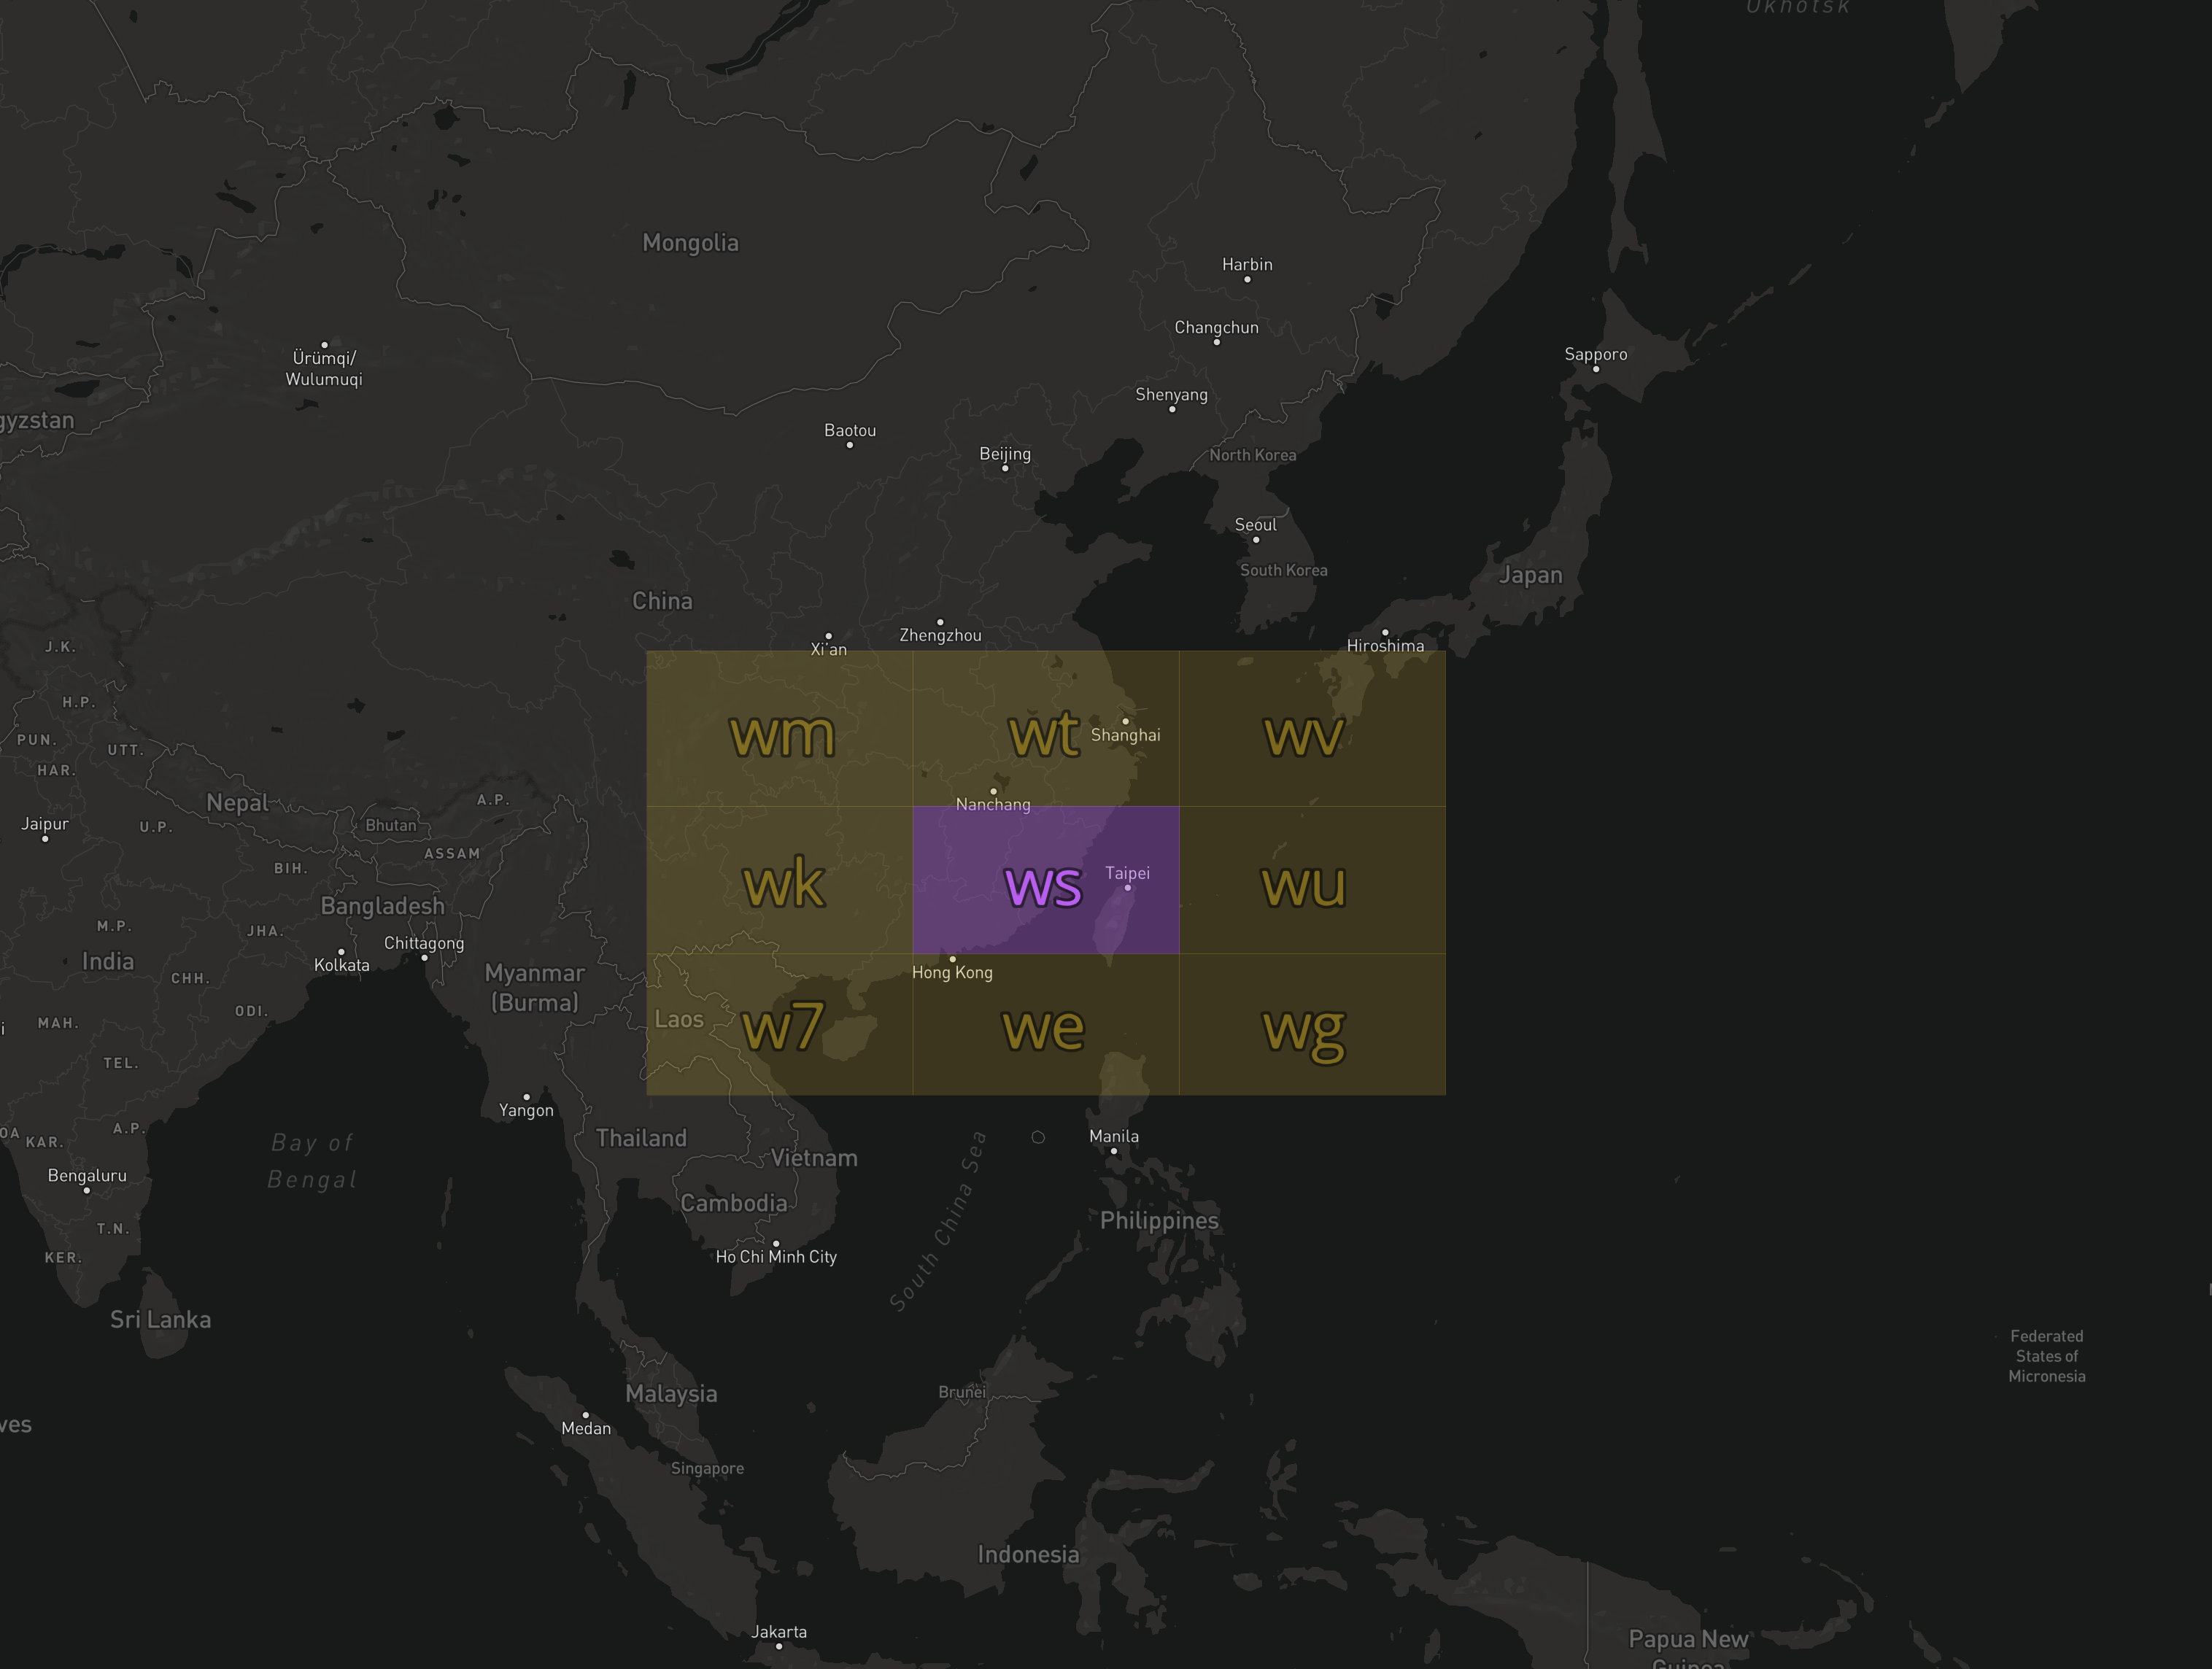 Okhotsk
Mongolia
Harbin
Changchun
Ürümqi/
Wulumuqi
Sapporo
Shenyang
gyzstan
Baotou
Beijing
North Korea
Seoul
South Korea
Japan
China
Zhengzhou
Xi'an
Hiroshima
J.K.
H.P.
PUN.
UTT.
HAR.
wm
wt
Shanghai
wv
Nepal
A.P.
Nanchang
Jaipur
U.P.
Bhutan
ASSAM
BIH.
wk
ws
Taipei
wu
Bangladesh
M.P.
JHA.
Chittagong
India
Kolkata
CHH.
Myanmar
(Burma)
Hong Kong
ODI.
MAH.
i
Laos
w7
we
wg
TEL.
Yangon
A.P.
OA
KAR.
Bay of
Bengal
Thailand
Manila
Vietnam
Bengaluru
Cambodia
South China Sea
Philippines
T.N.
KER.
Ho Chi Minh City
Sri Lanka
Federated
States of
Micronesia
Malaysia
Brunei
ves
Medan
Singapore
Indonesia
Jakarta
Papua New
Guinea